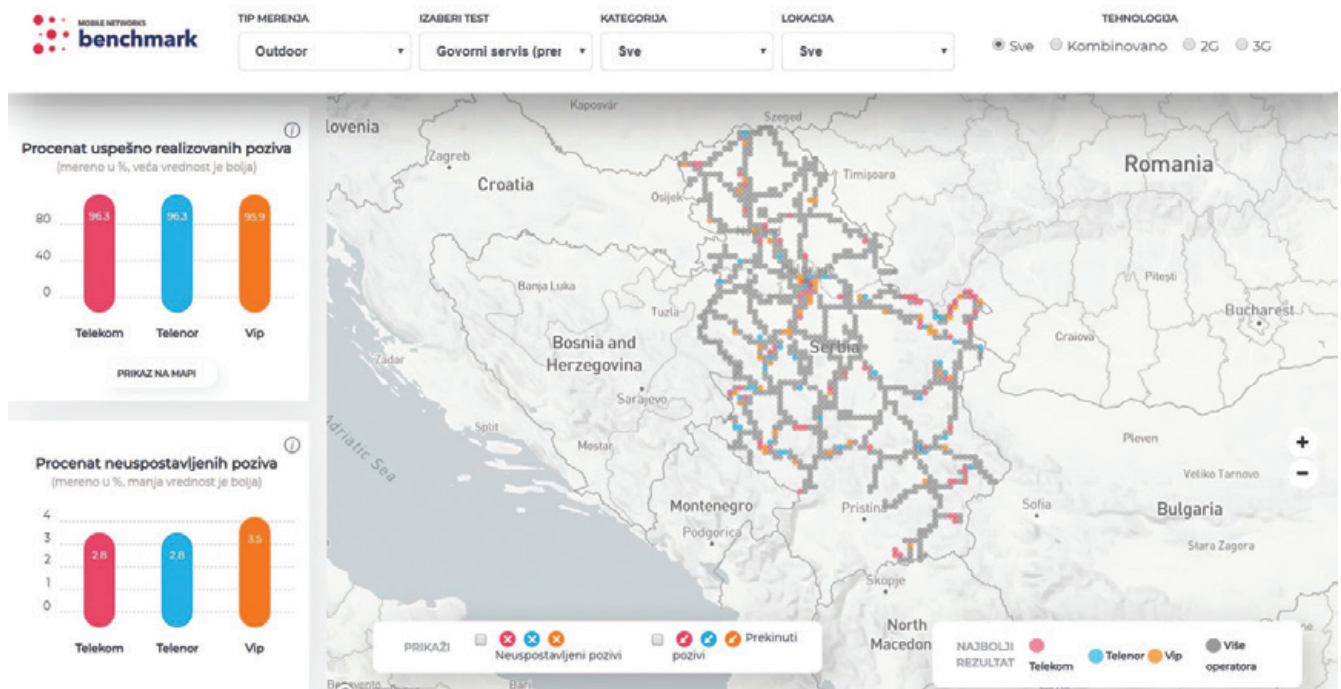 MOBILE NETWORKS
benchmark
TIP MERENJA
Outdoor
IZABERI TEST
Govorni servis (prer
KATEGORIJA
Sve
LOKACIJA
Sve
TEHNOLOGIJA
Sve Kombinovano 2G 3G
Procenat uspešno realizovanih poziva
(mereno u %, veća vrednost je bolja)
80
40
0
96.3 96.3 95.9
Telekom Telenor Vip
PRIKAZ NA MAPI
Procenat neuspostavljenih poziva
(mereno u %, manja vrednost je bolja)
4
3
2
1
0
2.8 2.8 3.5
Telekom Telenor Vip
Kaposvár
Szeged
lovenia
Zagreb
Croatia
Osijek
Timișoara
Romania
Banja Luka
Tuzla
Pitești
Bucharest
Craiova
Bosnia and
Herzegovina
Serbia
Zadar
Sarajevo
Split
Mostar
Adriatic Sea
Pleven
Veliko Tarnovo
Montenegro
Podgorica
Pristina
Sofia
Bulgaria
Stara Zagora
Skopje
North
Macedon
+
−
PRIKAŽI
Neuspostavljeni pozivi
Prekinuti
pozivi
NAJBOLJI
REZULTAT
Telekom
Telenor
Vip
Više
operatora
Benevento
Bari